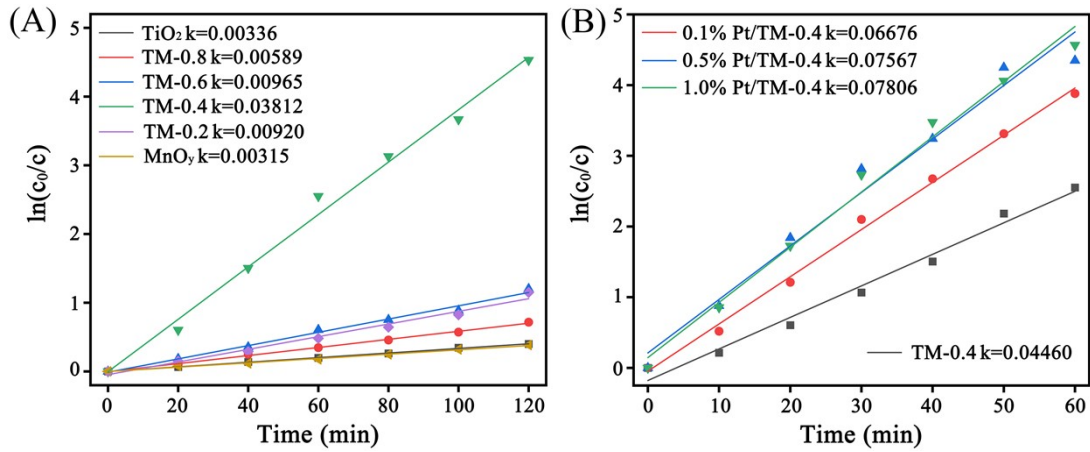 (A)
ln(c₀/c)
5
4
3
2
1
0
TiO₂ k=0.00336
TM-0.8 k=0.00589
TM-0.6 k=0.00965
TM-0.4 k=0.03812
TM-0.2 k=0.00920
MnOᵧ k=0.00315
0 20 40 60 80 100 120
Time (min)
(B)
ln(c₀/c)
5
4
3
2
1
0
0.1% Pt/TM-0.4 k=0.06676
0.5% Pt/TM-0.4 k=0.07567
1.0% Pt/TM-0.4 k=0.07806
TM-0.4 k=0.04460
0 10 20 30 40 50 60
Time (min)